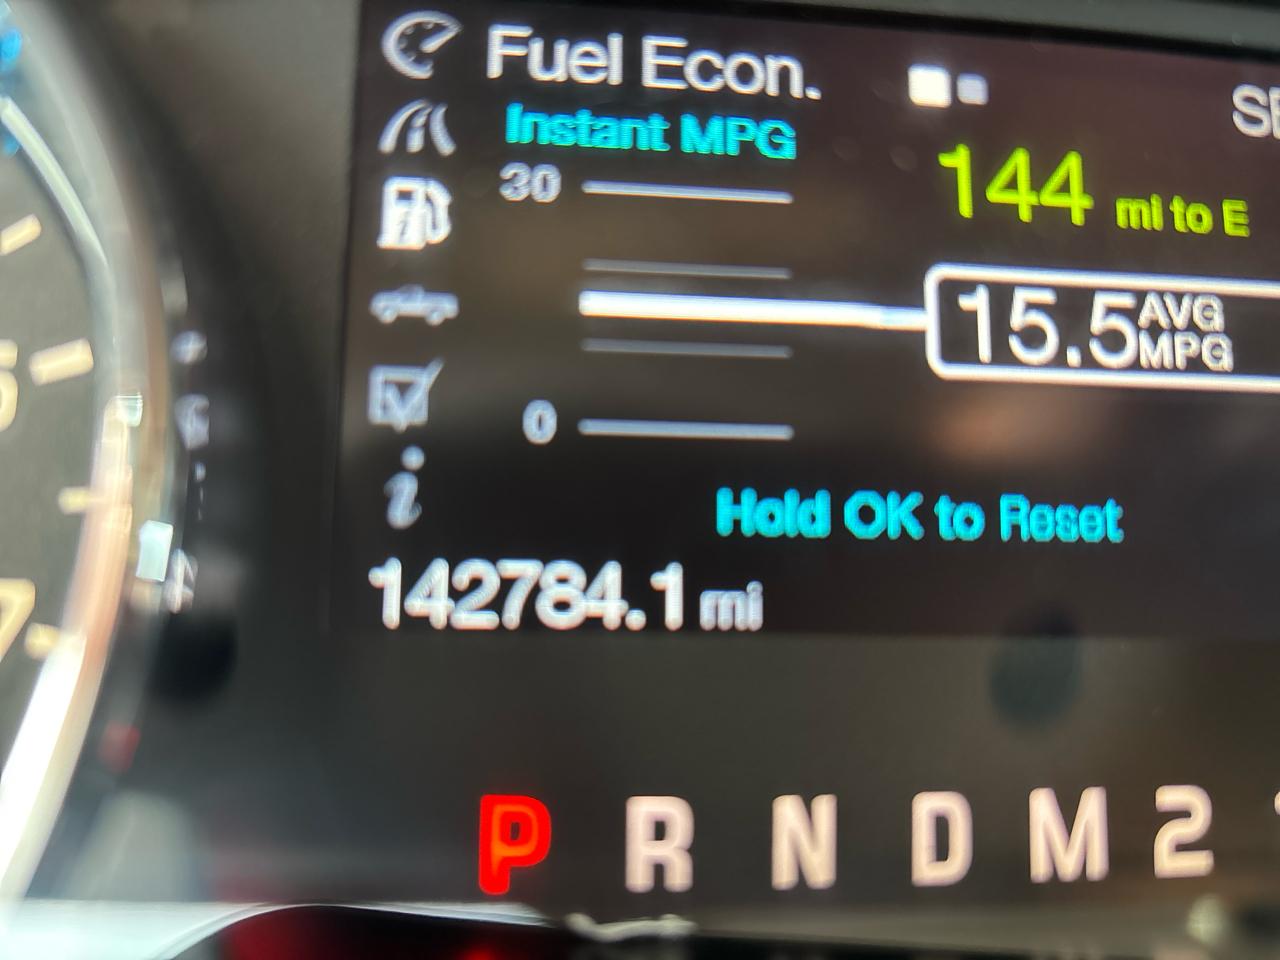 Fuel Econ.
Instant MPG
30
144 mi to E
15.5 AVG
MPG
0
Hold OK to Reset
142784.1 mi
P R N D M 2